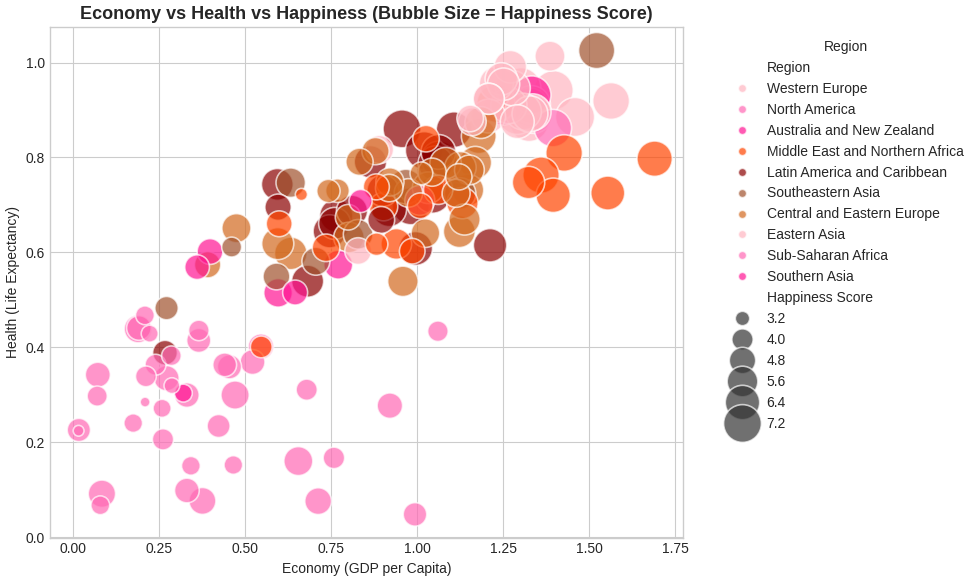 Economy vs Health vs Happiness (Bubble Size = Happiness Score)
Health (Life Expectancy)
1.0
0.8
0.6
0.4
0.2
0.0
0.00 0.25 0.50 0.75 1.00 1.25 1.50 1.75
Economy (GDP per Capita)
Region
Region
Western Europe
North America
Australia and New Zealand
Middle East and Northern Africa
Latin America and Caribbean
Southeastern Asia
Central and Eastern Europe
Eastern Asia
Sub-Saharan Africa
Southern Asia
Happiness Score
3.2
4.0
4.8
5.6
6.4
7.2